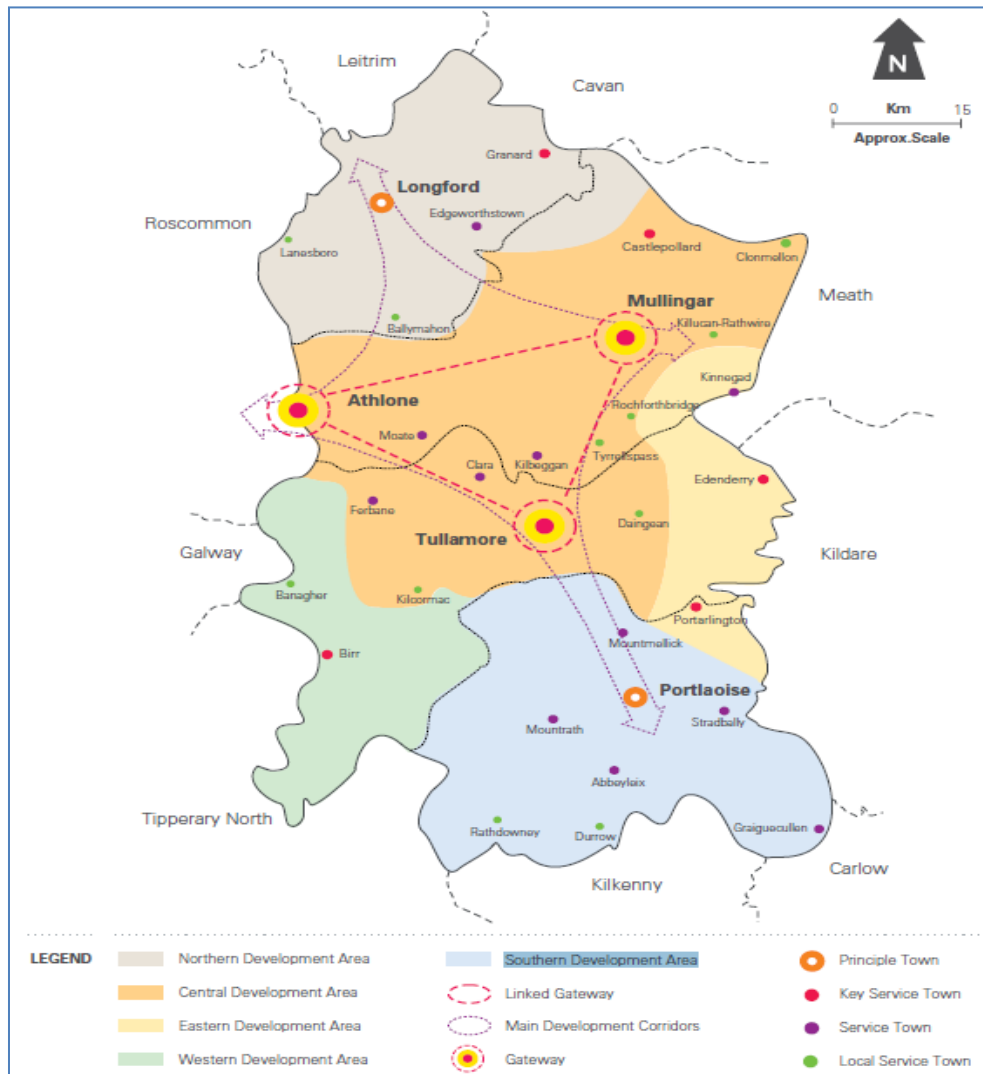 Leitrim
Cavan
N
0 Km 15
Approx.Scale
Granard
Longford
Roscommon
Edgeworthstown
Lanesboro
Castlepollard
Clonmellon
Meath
Mullingar
Ballymahon
Killucan-Rathwire
Kinnegad
Athlone
Rochforthbridge
Moate
Tyrrellspass
Clara
Kilbeggan
Edenderry
Ferbane
Daingean
Tullamore
Galway
Kildare
Banagher
Kilcormac
Portarlington
Mountmellick
Birr
Portlaoise
Stradbally
Mountrath
Abbeyleix
Tipperary North
Rathdowney
Durrow
Graiguecullen
Carlow
Kilkenny
LEGEND
Northern Development Area
Central Development Area
Eastern Development Area
Western Development Area
Southern Development Area
Linked Gateway
Main Development Corridors
Gateway
Principle Town
Key Service Town
Service Town
Local Service Town